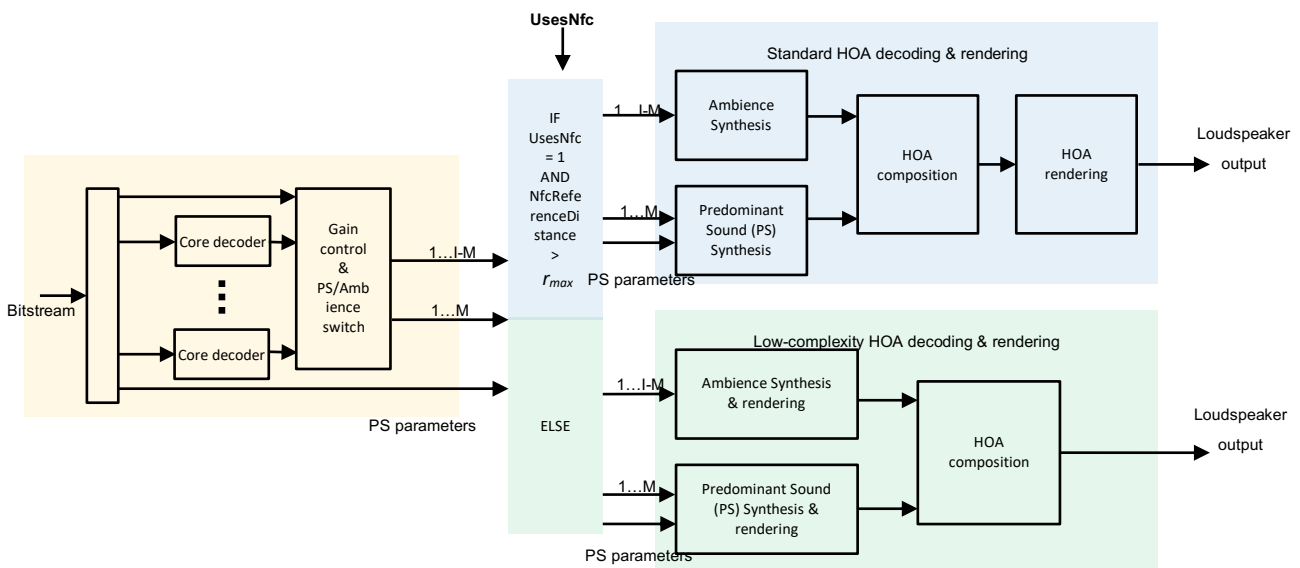 UsesNfc
Standard HOA decoding & rendering
IF
UsesNfc
= 1
AND
NfcRefe
renceDi
stance
>
rmax
1…I-M
Ambience
Synthesis
HOA
composition
HOA
rendering
Loudspeaker
output
1…M
Predominant
Sound (PS)
Synthesis
PS parameters
Bitstream
Core decoder
Core decoder
Gain
control
&
PS/Amb
ience
switch
1…I-M
1…M
PS parameters
ELSE
Low-complexity HOA decoding & rendering
1…I-M
Ambience Synthesis
& rendering
HOA
composition
Loudspeaker
output
1…M
Predominant Sound
(PS) Synthesis &
rendering
PS parameters